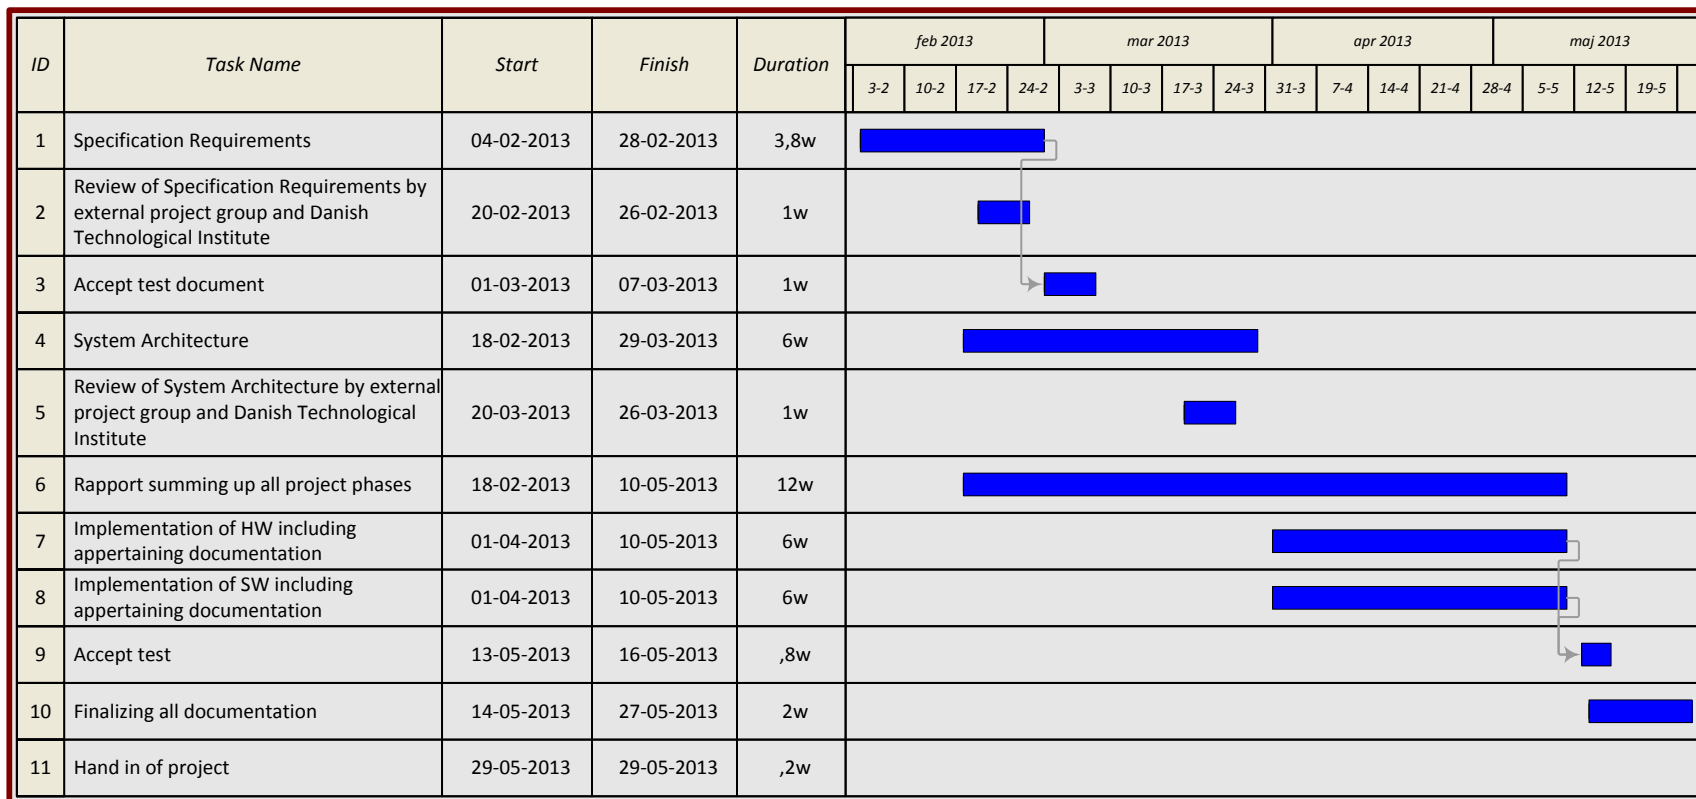 ID Task Name Start Finish Duration feb 2013 mar 2013 apr 2013 maj 2013
3-2 10-2 17-2 24-2 3-3 10-3 17-3 24-3 31-3 7-4 14-4 21-4 28-4 5-5 12-5 19-5
1 Specification Requirements 04-02-2013 28-02-2013 3,8w
2 Review of Specification Requirements by
external project group and Danish
Technological Institute
20-02-2013 26-02-2013 1w
3 Accept test document 01-03-2013 07-03-2013 1w
4 System Architecture 18-02-2013 29-03-2013 6w
5 Review of System Architecture by external
project group and Danish Technological
Institute
20-03-2013 26-03-2013 1w
6 Rapport summing up all project phases 18-02-2013 10-05-2013 12w
7 Implementation of HW including
appertaining documentation
01-04-2013 10-05-2013 6w
8 Implementation of SW including
appertaining documentation
01-04-2013 10-05-2013 6w
9 Accept test 13-05-2013 16-05-2013 ,8w
10 Finalizing all documentation 14-05-2013 27-05-2013 2w
11 Hand in of project 29-05-2013 29-05-2013 ,2w